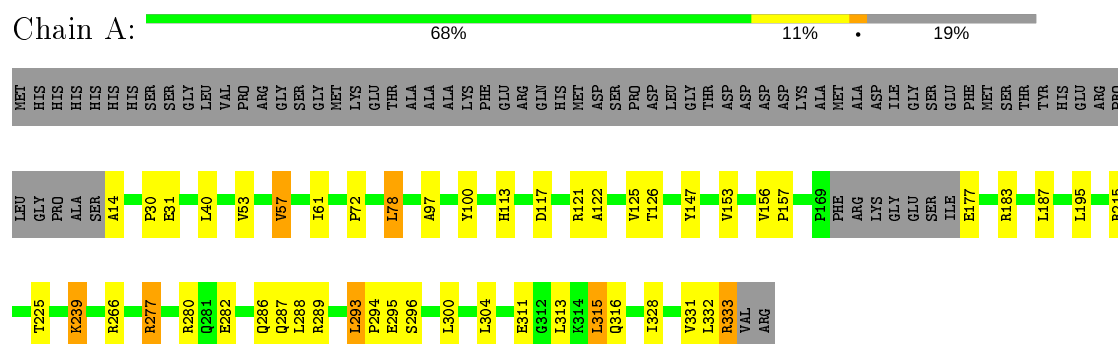 Chain A:
68% 11% • 19%
MET HIS HIS HIS HIS HIS HIS SER SER GLY LEU VAL PRO ARG GLY SER GLY MET LYS GLU THR ALA ALA ALA LYS PHE GLU ARG GLN HIS MET ASP SER PRO ASP LEU GLY THR ASP ASP ASP ASP LYS ALA MET ALA ASP ILE GLY SER GLU PHE MET SER THR TYR HIS GLU ARG PRO
LEU GLY PRO ALA SER A14 P30 E31 L40 V53 V57 I61 P72 L78 A97 Y100 H113 D117 R121 A122 V125 T126 Y147 V153 V156 P157 P169 PHE ARG LYS GLY GLU SER ILE E177 R183 L187 L195
T225 K239 R266 R277 R280 Q281 E282 Q286 Q287 L288 R289 L293 P294 E295 S296 L300 L304 E311 G312 L313 K314 L315 Q316 I328 V331 L332 R333 VAL ARG